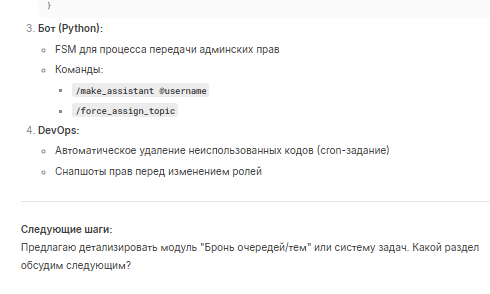 }
3. Бот (Python):
FSM для процесса передачи админских прав
Команды:
/make_assistant @username
/force_assign_topic
4. DevOps:
Автоматическое удаление неиспользованных кодов (cron-задание)
Снапшоты прав перед изменением ролей
Следующие шаги:
Предлагаю детализировать модуль "Бронь очередей/тем" или систему задач. Какой раздел
обсудим следующим?